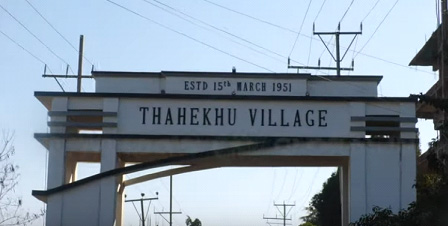 ESTD 15th MARCH 1951
THAHEKHU VILLAGE